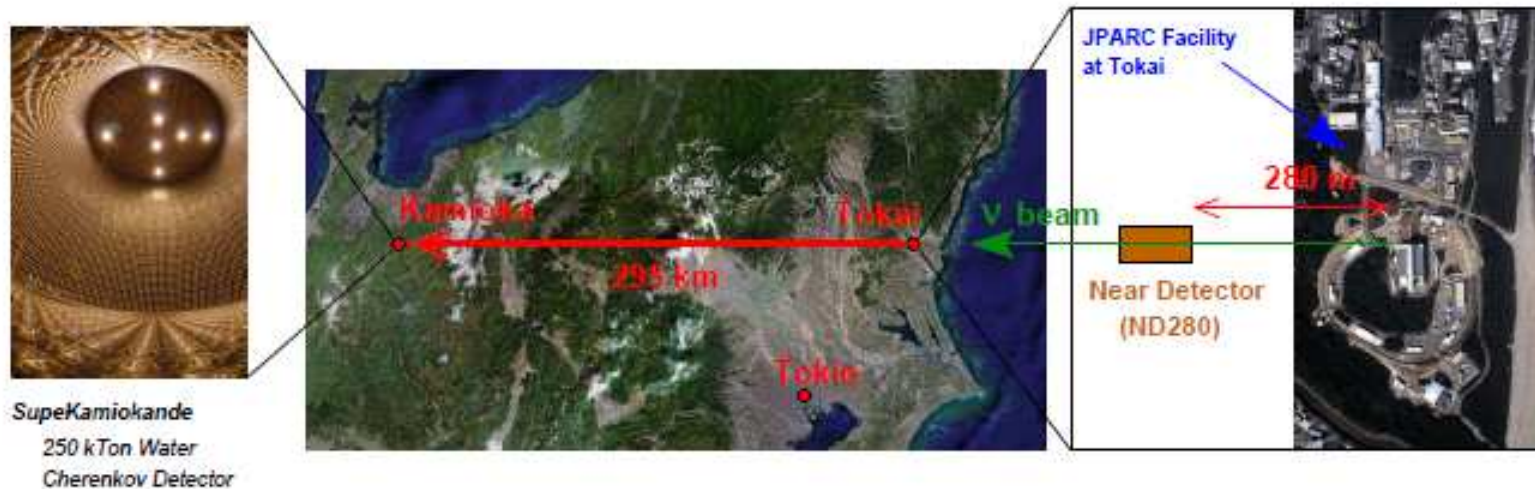 JPARC Facility
at Tokai
280 m
Kamioka
Tokai
ν beam
295 km
Near Detector
(ND280)
Tokio
SupeKamiokande
250 kTon Water
Cherenkov Detector